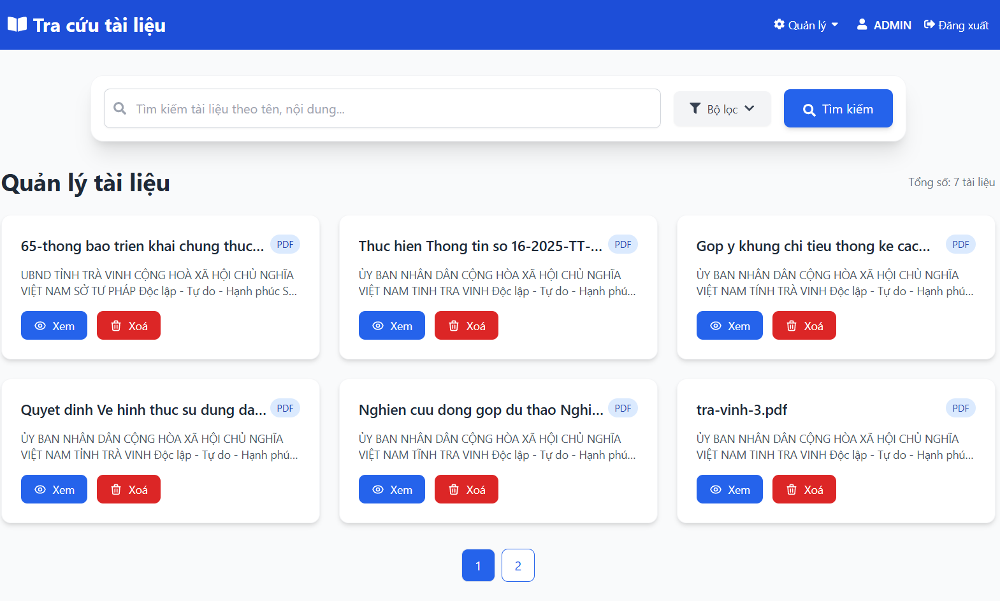 Tra cứu tài liệu
Quản lý
ADMIN
Đăng xuất
Tìm kiếm tài liệu theo tên, nội dung...
Bộ lọc
Tìm kiếm
Quản lý tài liệu
Tổng số: 7 tài liệu
65-thong bao trien khai chung thuc...
PDF
UBND TỈNH TRÀ VINH CỘNG HOÀ XÃ HỘI CHỦ NGHĨA
VIỆT NAM SỞ TƯ PHÁP Độc lập - Tự do - Hạnh phúc S...
Xem
Xoá
Thuc hien Thong tin so 16-2025-TT-...
PDF
ỦY BAN NHÂN DÂN CỘNG HÒA XÃ HỘI CHỦ NGHĨA
VIỆT NAM TINH TRA VINH Độc lập - Tự do - Hạnh phú...
Xem
Xoá
Gop y khung chi tieu thong ke cac...
PDF
ỦY BAN NHÂN DÂN CỘNG HÒA XÃ HỘI CHỦ NGHĨA
VIỆT NAM TÍNH TRÀ VINH Độc lập - Tự do - Hạnh phú...
Xem
Xoá
Quyet dinh Ve hinh thuc su dung da...
PDF
ỦY BAN NHÂN DÂN CỘNG HÒA XÃ HỘI CHỦ NGHĨA
VIỆT NAM TỈNH TRÀ VINH Độc lập - Tự do - Hạnh phú...
Xem
Xoá
Nghien cuu dong gop du thao Nghi...
PDF
ỦY BAN NHÂN DÂN CỘNG HÒA XÃ HỘI CHỦ NGHĨA
VIỆT NAM TĨNH TRA VINH Độc lập - Tự do - Hạnh phú...
Xem
Xoá
tra-vinh-3.pdf
PDF
ỦY BAN NHÂN DÂN CỘNG HÒA XÃ HỘI CHỦ NGHĨA
VIỆT NAM TINH TRA VINH Độc lập - Tự do - Hạnh phú...
Xem
Xoá
1
2